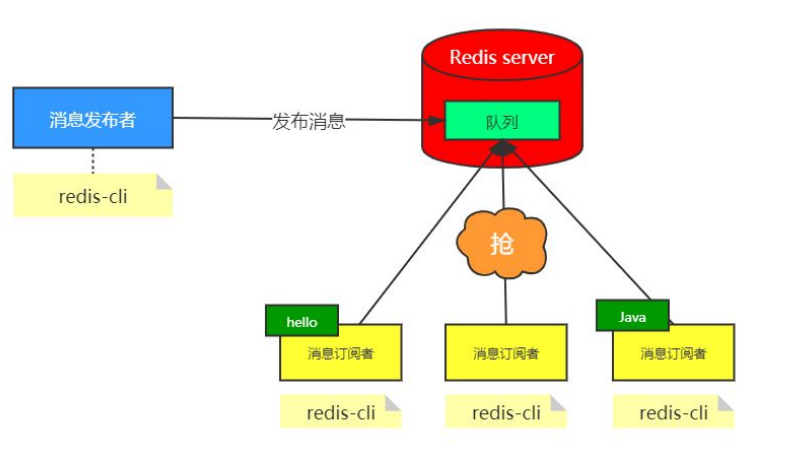 Redis server
消息发布者
发布消息
队列
redis-cli
抢
hello
Java
消息订阅者
消息订阅者
消息订阅者
redis-cli
redis-cli
redis-cli